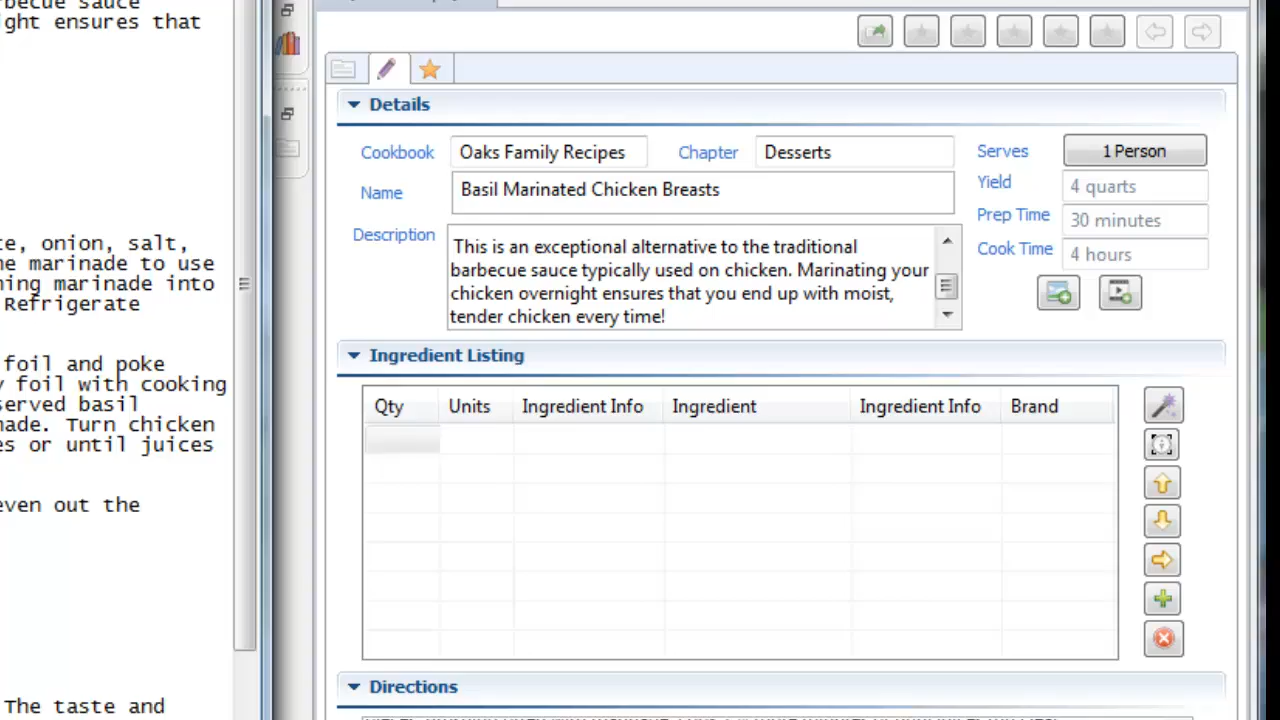 becue sauce
ght ensures that
te, onion, salt,
ne marinade to use
ning marinade into
Refrigerate
foil and poke
y foil with cooking
served basil
nade. Turn chicken
es or until juices
even out the
The taste and
Details
Cookbook Oaks Family Recipes Chapter Desserts
Name Basil Marinated Chicken Breasts
Description This is an exceptional alternative to the traditional
barbecue sauce typically used on chicken. Marinating your
chicken overnight ensures that you end up with moist,
tender chicken every time!
Serves 1 Person
Yield 4 quarts
Prep Time 30 minutes
Cook Time 4 hours
Ingredient Listing
Qty Units Ingredient Info Ingredient Ingredient Info Brand
Directions